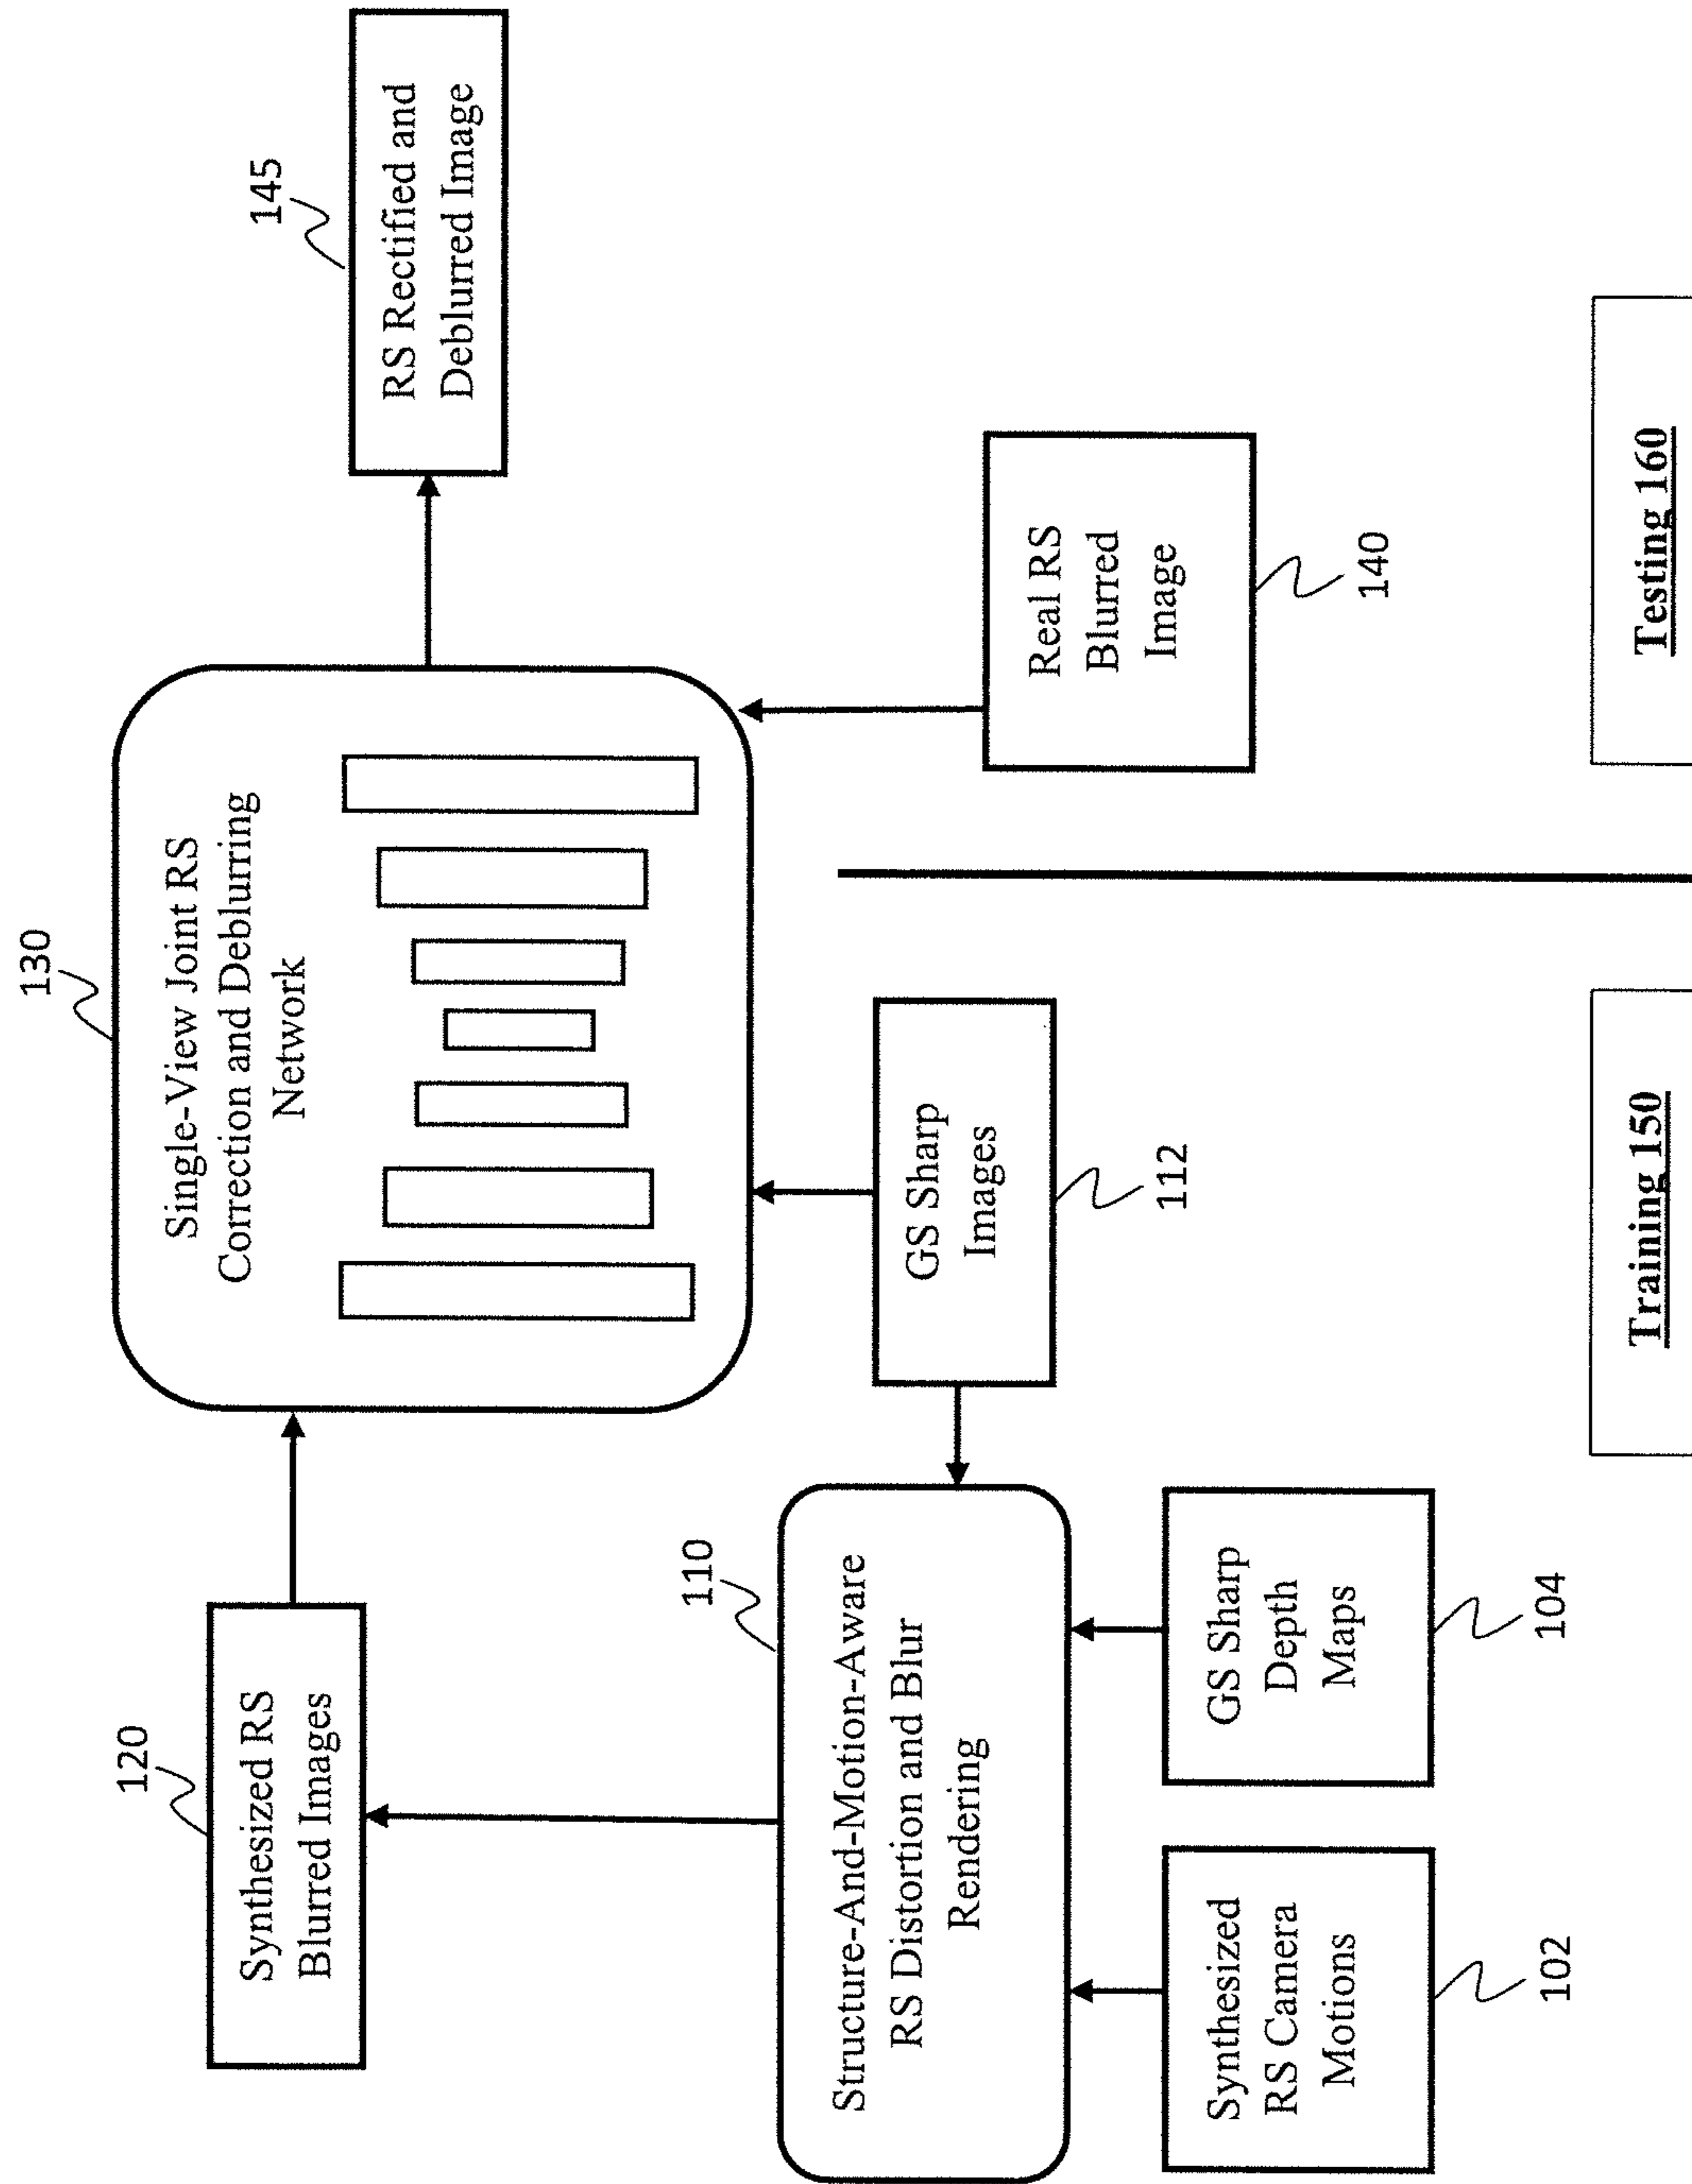 130
Single-View Joint RS
Correction and Deblurring
Network
120
Synthesized RS
Blurred Images
145
RS Rectified and
Deblurred Image
110
Structure-And-Motion-Aware
RS Distortion and Blur
Rendering
GS Sharp
Images
112
Real RS
Blurred
Image
140
Synthesized
RS Camera
Motions
102
GS Sharp
Depth
Maps
104
Training 150
Testing 160